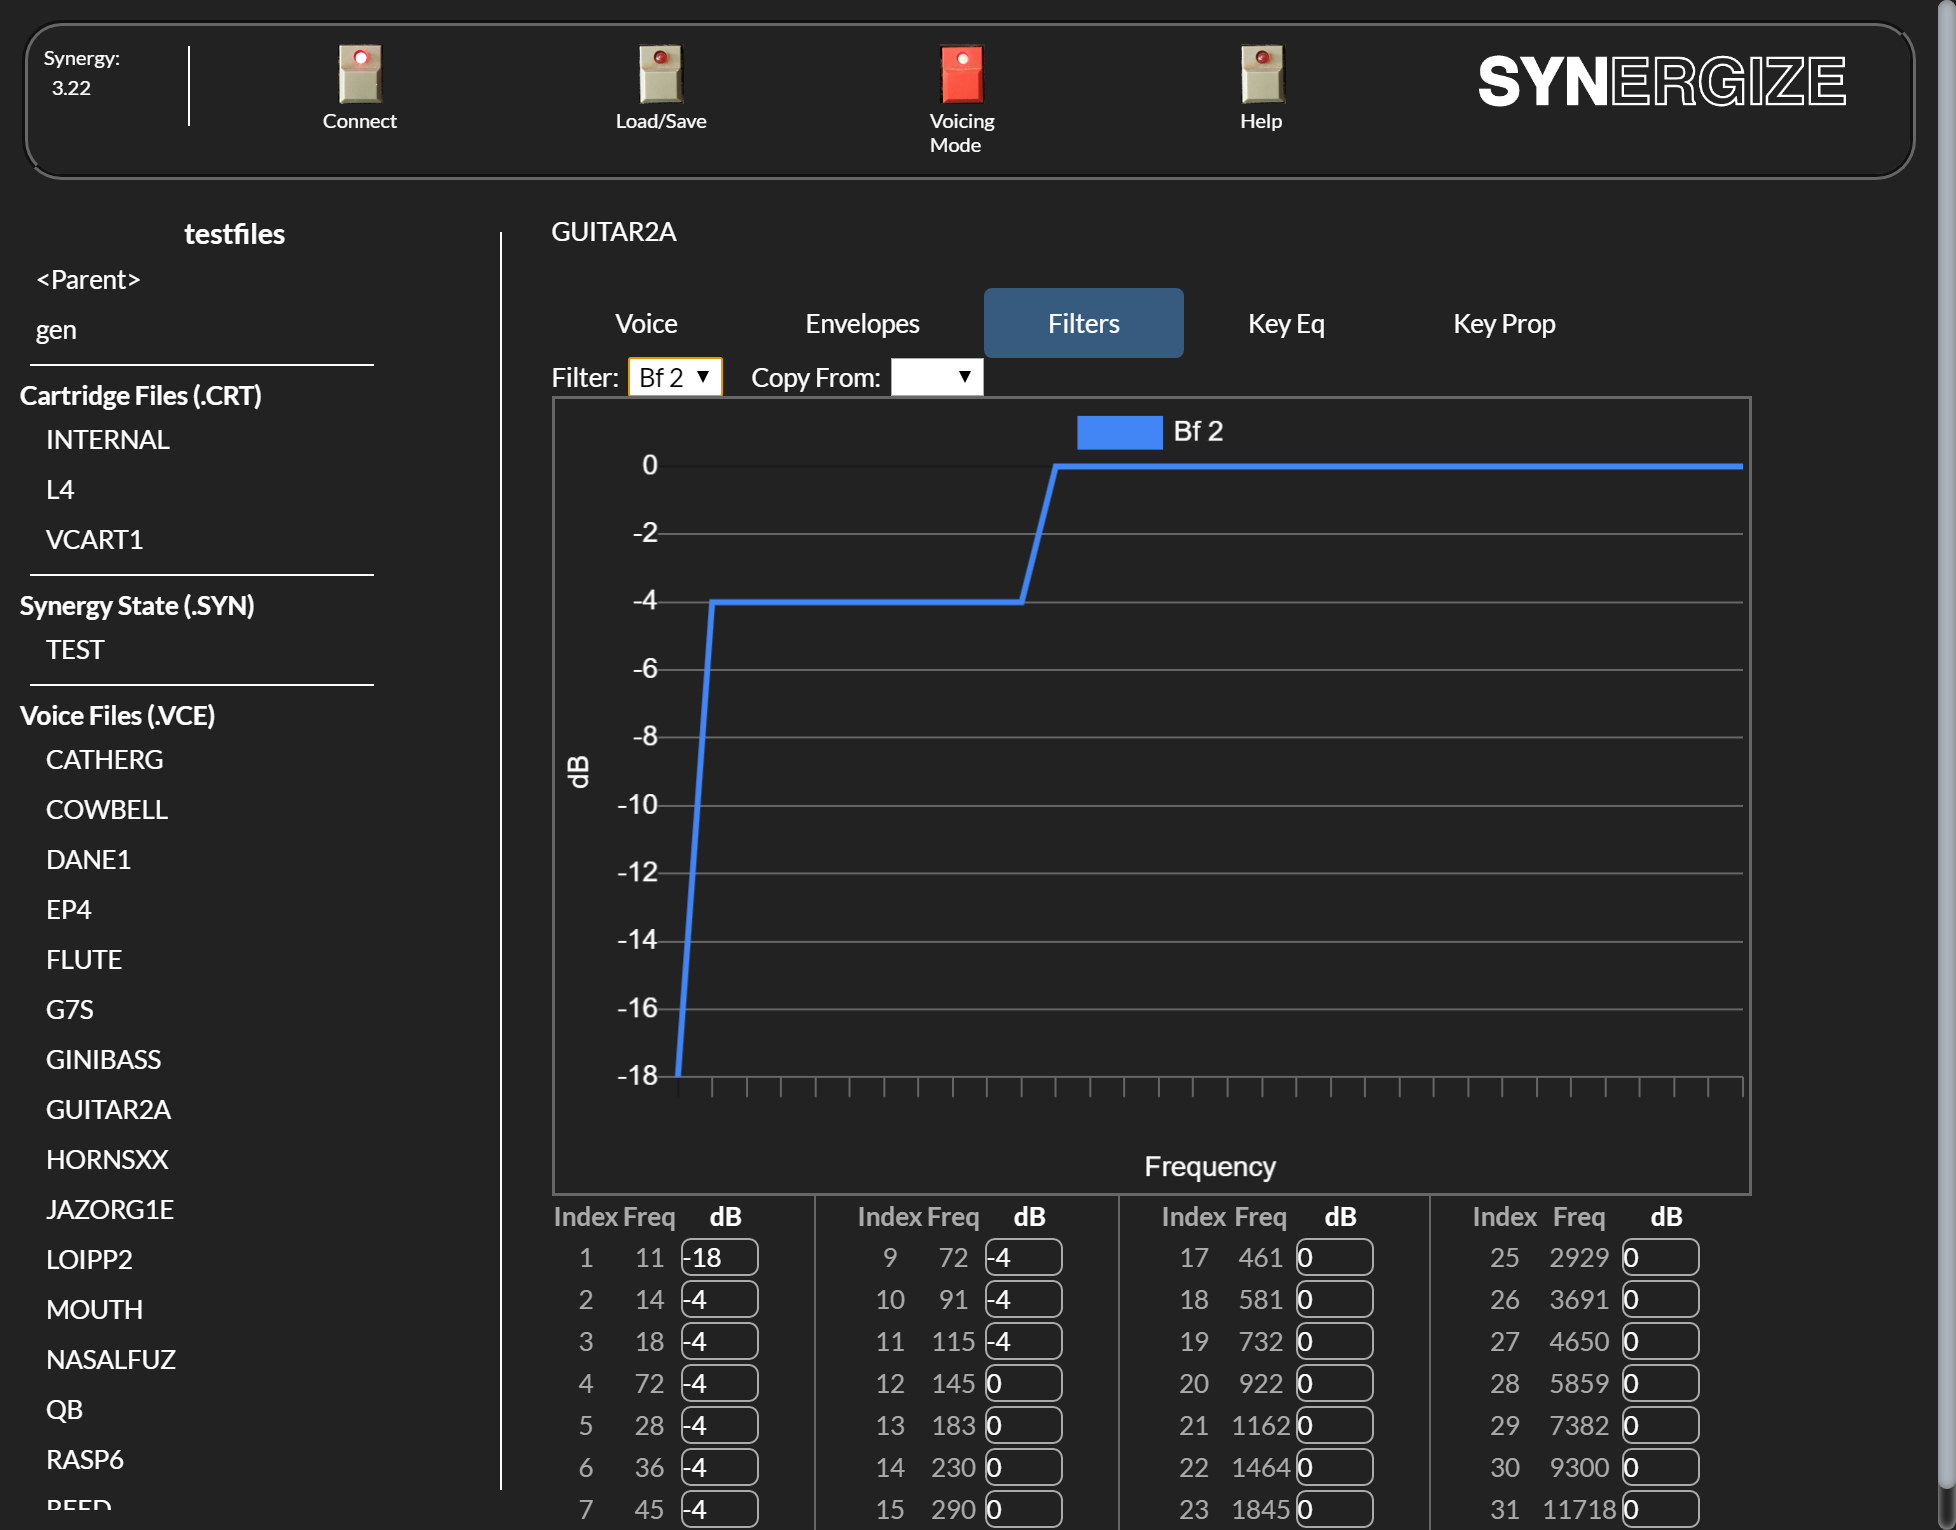 Synergy:
3.22
Connect
Load/Save
Voicing
Mode
Help
SYNERGIZE
testfiles
<Parent>
gen
Cartridge Files (.CRT)
INTERNAL
L4
VCART1
Synergy State (.SYN)
TEST
Voice Files (.VCE)
CATHERG
COWBELL
DANE1
EP4
FLUTE
G7S
GINIBASS
GUITAR2A
HORNSXX
JAZORG1E
LOIPP2
MOUTH
NASALFUZ
QB
RASP6
REED
GUITAR2A
Voice Envelopes Filters Key Eq Key Prop
Filter: Bf 2 Copy From:
Bf 2
0
-2
-4
-6
-8
-10
-12
-14
-16
-18
dB
Frequency
Index Freq dB Index Freq dB Index Freq dB Index Freq dB
1 11 -18 9 72 -4 17 461 0 25 2929 0
2 14 -4 10 91 -4 18 581 0 26 3691 0
3 18 -4 11 115 -4 19 732 0 27 4650 0
4 72 -4 12 145 0 20 922 0 28 5859 0
5 28 -4 13 183 0 21 1162 0 29 7382 0
6 36 -4 14 230 0 22 1464 0 30 9300 0
7 45 -4 15 290 0 23 1845 0 31 11718 0